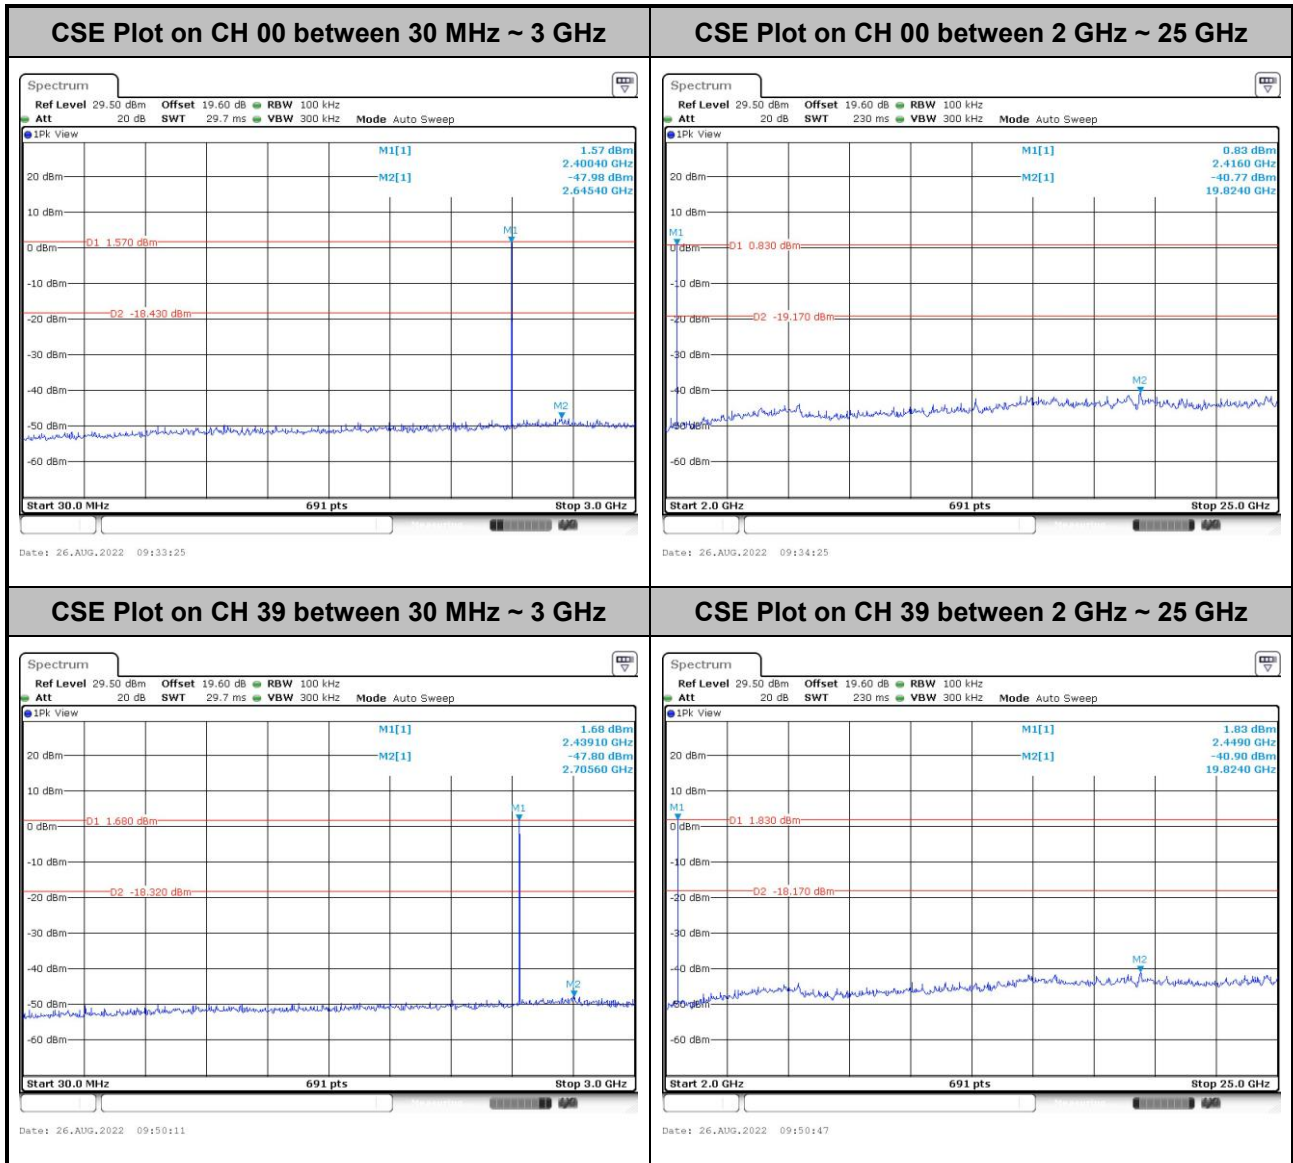 CSE Plot on CH 00 between 30 MHz ~ 3 GHz
Spectrum
Ref Level 29.50 dBm Offset 19.60 dB RBW 100 kHz
Att 20 dB SWT 29.7 ms VBW 300 kHz Mode Auto Sweep
1Pk View
M1[1] 1.57 dBm
2.40040 GHz
20 dBm M2[1] -47.98 dBm
2.64540 GHz
10 dBm
M1
0 dBm D1 1.570 dBm
-10 dBm
D2 -18.430 dBm
-20 dBm
-30 dBm
-40 dBm
M2
-50 dBm
-60 dBm
Start 30.0 MHz 691 pts Stop 3.0 GHz
Date: 26.AUG.2022 09:33:25
CSE Plot on CH 00 between 2 GHz ~ 25 GHz
Spectrum
Ref Level 29.50 dBm Offset 19.60 dB RBW 100 kHz
Att 20 dB SWT 230 ms VBW 300 kHz Mode Auto Sweep
1Pk View
M1[1] 0.83 dBm
2.4160 GHz
20 dBm M2[1] -40.77 dBm
19.8240 GHz
10 dBm
M1
0 dBm D1 0.830 dBm
-10 dBm
-20 dBm D2 -19.170 dBm
-30 dBm
M2
-40 dBm
-50 dBm
-60 dBm
Start 2.0 GHz 691 pts Stop 25.0 GHz
Date: 26.AUG.2022 09:34:25
CSE Plot on CH 39 between 30 MHz ~ 3 GHz
Spectrum
Ref Level 29.50 dBm Offset 19.60 dB RBW 100 kHz
Att 20 dB SWT 29.7 ms VBW 300 kHz Mode Auto Sweep
1Pk View
M1[1] 1.68 dBm
2.43910 GHz
20 dBm M2[1] -47.80 dBm
2.70560 GHz
10 dBm
M1
0 dBm D1 1.680 dBm
-10 dBm
D2 -18.320 dBm
-20 dBm
-30 dBm
-40 dBm
M2
-50 dBm
-60 dBm
Start 30.0 MHz 691 pts Stop 3.0 GHz
Date: 26.AUG.2022 09:50:11
CSE Plot on CH 39 between 2 GHz ~ 25 GHz
Spectrum
Ref Level 29.50 dBm Offset 19.60 dB RBW 100 kHz
Att 20 dB SWT 230 ms VBW 300 kHz Mode Auto Sweep
1Pk View
M1[1] 1.83 dBm
2.4490 GHz
20 dBm M2[1] -40.90 dBm
19.8240 GHz
10 dBm
M1
0 dBm D1 1.830 dBm
-10 dBm
D2 -18.170 dBm
-20 dBm
-30 dBm
M2
-40 dBm
-50 dBm
-60 dBm
Start 2.0 GHz 691 pts Stop 25.0 GHz
Date: 26.AUG.2022 09:50:47